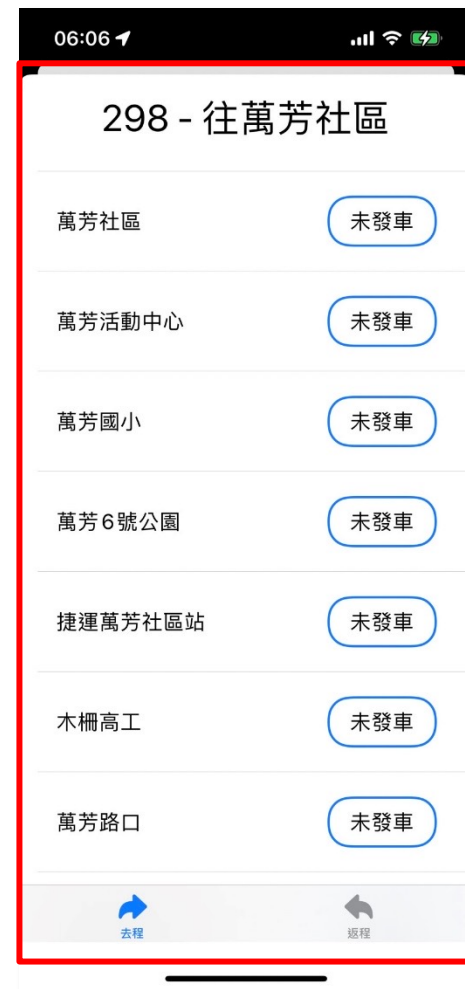 06:06
298 - 往萬芳社區
萬芳社區 未發車
萬芳活動中心 未發車
萬芳國小 未發車
萬芳6號公園 未發車
捷運萬芳社區站 未發車
木柵高工 未發車
萬芳路口 未發車
去程 返程